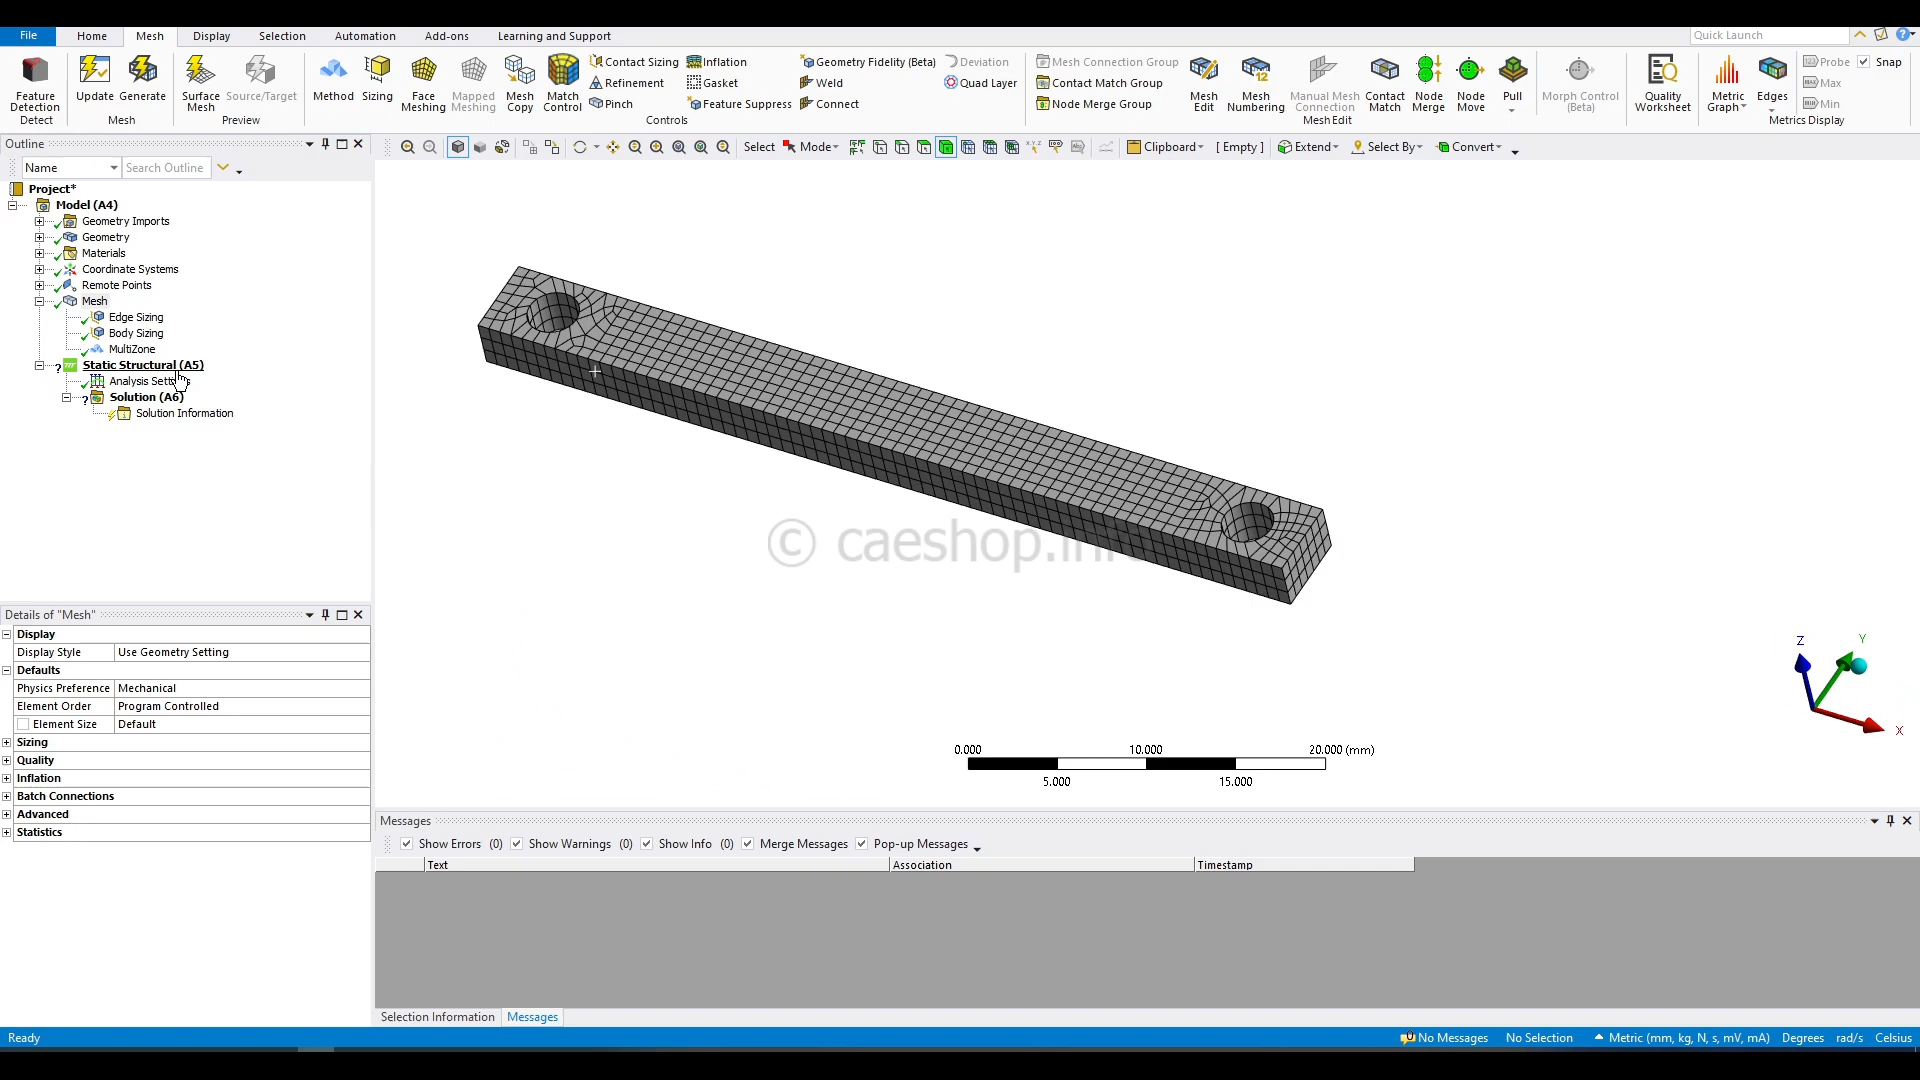 File Home Mesh Display Selection Automation Add-ons Learning and Support Quick Launch
Feature Detection Update Generate Surface Mesh Source/Target Method Sizing Face Meshing Mapped Meshing Mesh Copy Match Control
Contact Sizing Inflation Geometry Fidelity (Beta) Deviation Mesh Connection Group
Refinement Gasket Weld Quad Layer Contact Match Group
Pinch Feature Suppress Connect Node Merge Group
Mesh Edit Mesh Numbering Manual Mesh Connection Contact Match Node Merge Node Move Pull Morph Control (Beta) Quality Worksheet Metric Graph Edges
Probe Snap
Max
Min
Detect Mesh Preview Controls Mesh Edit Metrics Display
Outline
Select Mode Clipboard [ Empty ] Extend Select By Convert
Name Search Outline
Project*
Model (A4)
Geometry Imports
Geometry
Materials
Coordinate Systems
Remote Points
Mesh
Edge Sizing
Body Sizing
MultiZone
Static Structural (A5)
Analysis Sett
Solution (A6)
Solution Information
© caeshop.in
Details of "Mesh"
Display
Display Style Use Geometry Setting
Defaults
Physics Preference Mechanical
Element Order Program Controlled
Element Size Default
Sizing
Quality
Inflation
Batch Connections
Advanced
Statistics
Z Y
X
0.000 10.000 20.000 (mm)
5.000 15.000
Messages
Show Errors (0) Show Warnings (0) Show Info (0) Merge Messages Pop-up Messages
Text Association Timestamp
Selection Information Messages
Ready No Messages No Selection Metric (mm, kg, N, s, mV, mA) Degrees rad/s Celsius